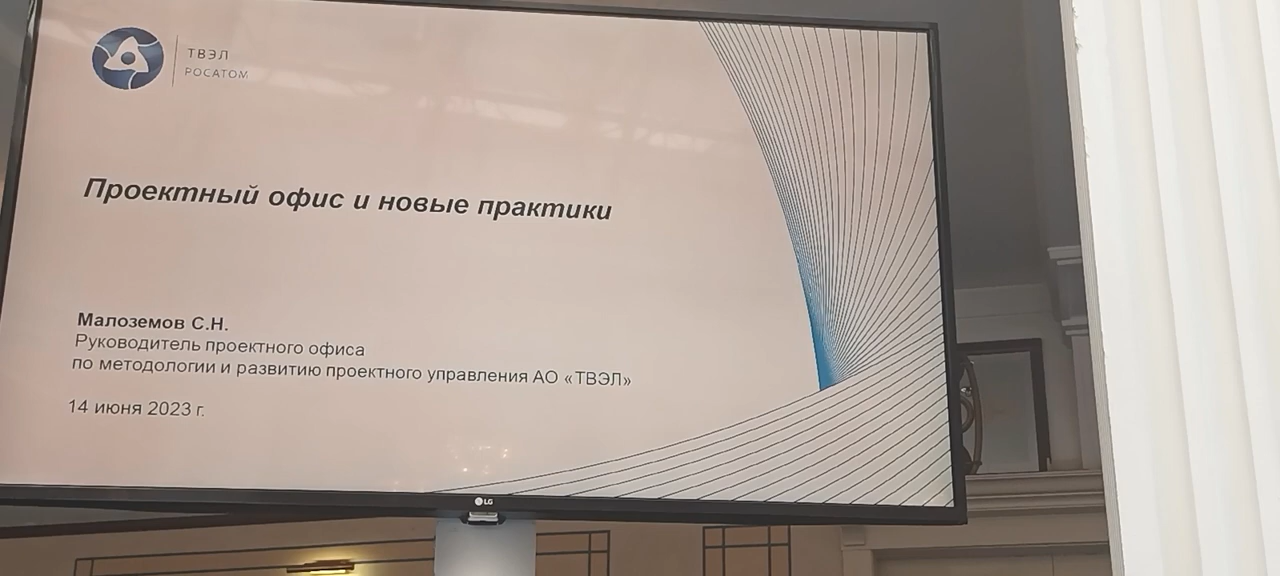 ТВЭЛ
РОСАТОМ
Проектный офис и новые практики
Малоземов С.Н.
Руководитель проектного офиса
по методологии и развитию проектного управления АО «ТВЭЛ»
14 июня 2023 г.
LG